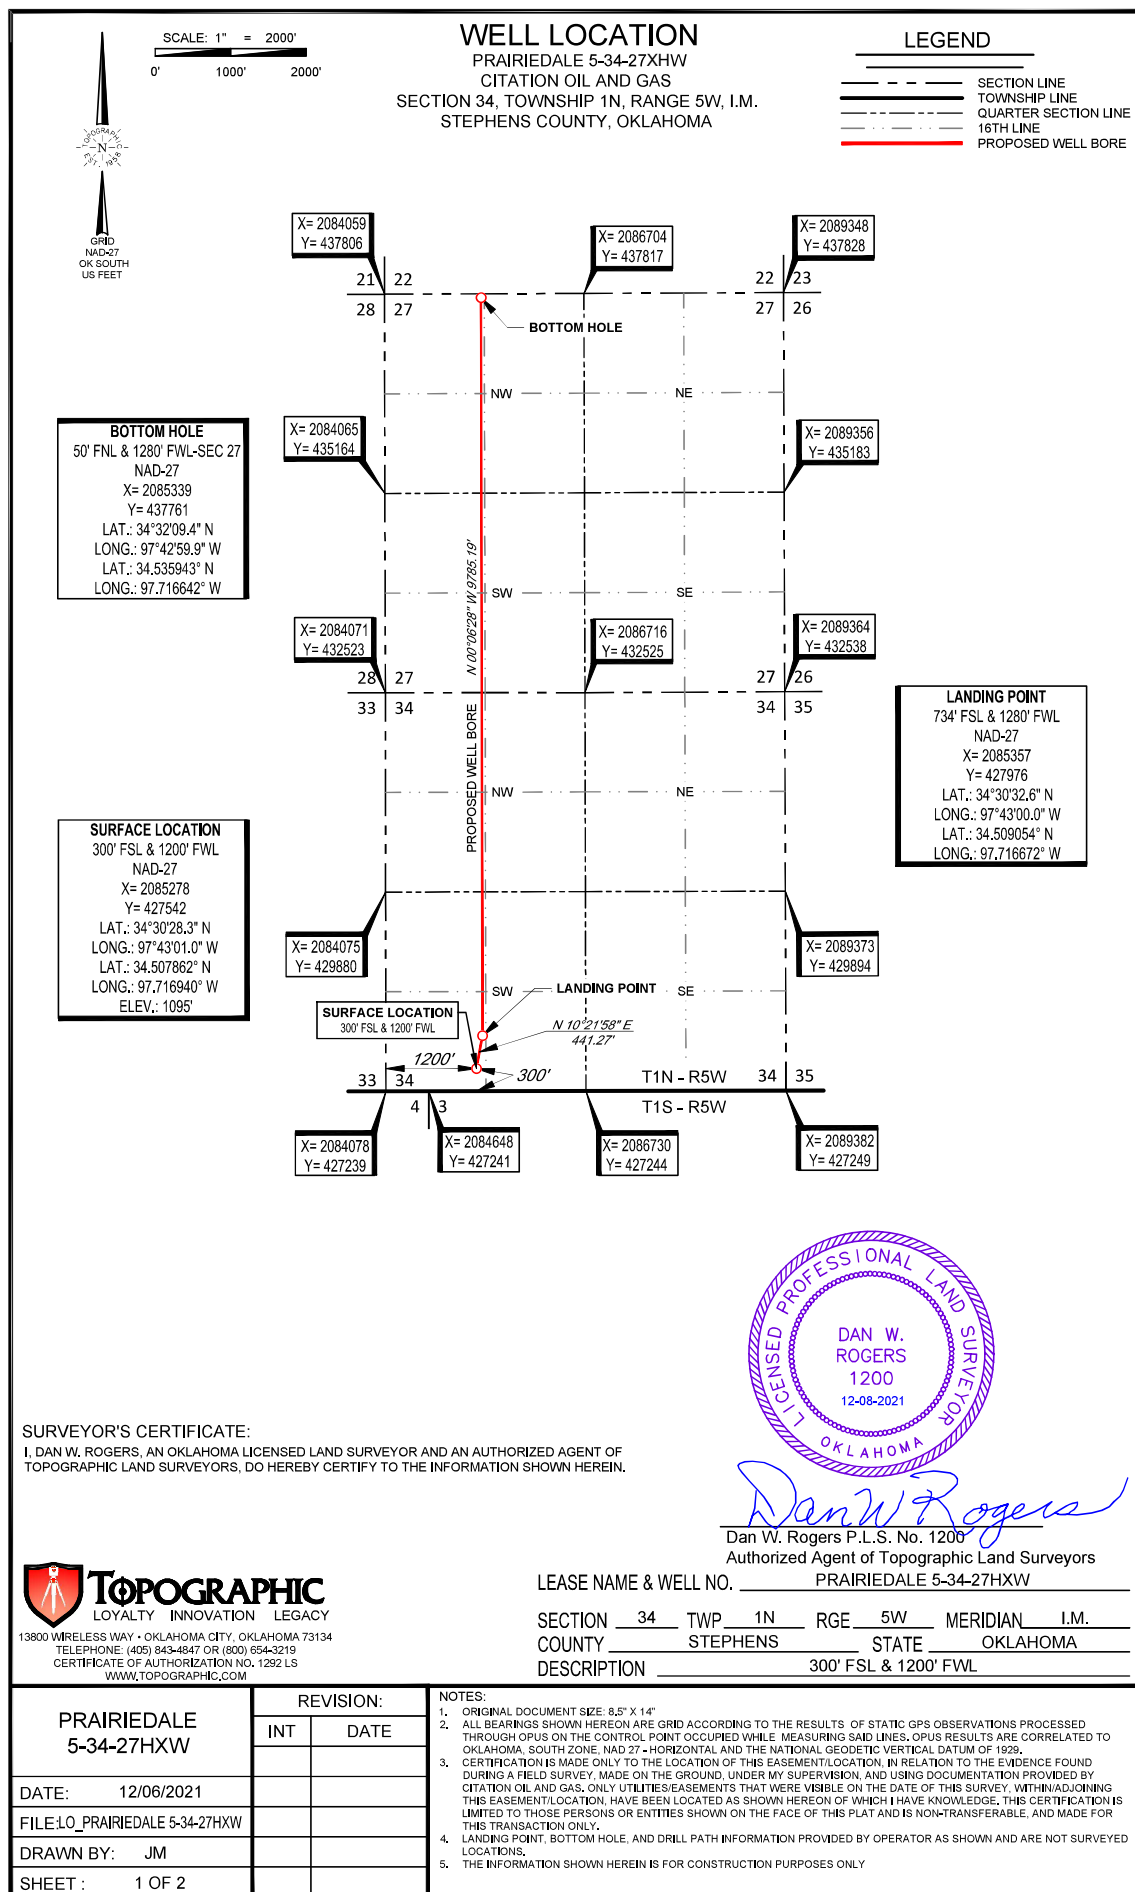 SCALE: 1" = 2000'
0' 1000' 2000'
WELL LOCATION
PRAIRIEDALE 5-34-27XHW
CITATION OIL AND GAS
SECTION 34, TOWNSHIP 1N, RANGE 5W, I.M.
STEPHENS COUNTY, OKLAHOMA
LEGEND
SECTION LINE
TOWNSHIP LINE
QUARTER SECTION LINE
16TH LINE
PROPOSED WELL BORE
TOPOGRAPHIC
N
EST. 1958
GRID
NAD-27
OK SOUTH
US FEET
X= 2084059
Y= 437806
X= 2086704
Y= 437817
X= 2089348
Y= 437828
21 22
28 27
22 23
27 26
BOTTOM HOLE
NW
NE
BOTTOM HOLE
50' FNL & 1280' FWL-SEC 27
NAD-27
X= 2085339
Y= 437761
LAT.: 34°32'09.4" N
LONG.: 97°42'59.9" W
LAT.: 34.535943° N
LONG.: 97.716642° W
X= 2084065
Y= 435164
X= 2089356
Y= 435183
N 00°06'28" W 9785.19'
SW
SE
X= 2084071
Y= 432523
X= 2086716
Y= 432525
X= 2089364
Y= 432538
28 27
33 34
27 26
34 35
LANDING POINT
734' FSL & 1280' FWL
NAD-27
X= 2085357
Y= 427976
LAT.: 34°30'32.6" N
LONG.: 97°43'00.0" W
LAT.: 34.509054° N
LONG.: 97.716672° W
PROPOSED WELL BORE
NW
NE
SURFACE LOCATION
300' FSL & 1200' FWL
NAD-27
X= 2085278
Y= 427542
LAT.: 34°30'28.3" N
LONG.: 97°43'01.0" W
LAT.: 34.507862° N
LONG.: 97.716940° W
ELEV.: 1095'
X= 2084075
Y= 429880
X= 2089373
Y= 429894
SW
LANDING POINT
SE
SURFACE LOCATION
300' FSL & 1200' FWL
N 10°21'58" E
441.27'
1200'
300'
33 34
T1N - R5W
34 35
4 3
T1S - R5W
X= 2084078
Y= 427239
X= 2084648
Y= 427241
X= 2086730
Y= 427244
X= 2089382
Y= 427249
LICENSED PROFESSIONAL LAND SURVEYOR
DAN W.
ROGERS
1200
12-08-2021
OKLAHOMA
SURVEYOR'S CERTIFICATE:
I, DAN W. ROGERS, AN OKLAHOMA LICENSED LAND SURVEYOR AND AN AUTHORIZED AGENT OF
TOPOGRAPHIC LAND SURVEYORS, DO HEREBY CERTIFY TO THE INFORMATION SHOWN HEREIN.
Dan W Rogers
Dan W. Rogers P.L.S. No. 1200
Authorized Agent of Topographic Land Surveyors
TOPOGRAPHIC
LOYALTY INNOVATION LEGACY
13800 WIRELESS WAY • OKLAHOMA CITY, OKLAHOMA 73134
TELEPHONE: (405) 843-4847 OR (800) 654-3219
CERTIFICATE OF AUTHORIZATION NO. 1292 LS
WWW.TOPOGRAPHIC.COM
LEASE NAME & WELL NO. PRAIRIEDALE 5-34-27HXW
SECTION 34 TWP 1N RGE 5W MERIDIAN I.M.
COUNTY STEPHENS STATE OKLAHOMA
DESCRIPTION 300' FSL & 1200' FWL
PRAIRIEDALE
5-34-27HXW
REVISION:
INT DATE
DATE: 12/06/2021
FILE:LO_PRAIRIEDALE 5-34-27HXW
DRAWN BY: JM
SHEET : 1 OF 2
NOTES:
1. ORIGINAL DOCUMENT SIZE: 8.5" X 14"
2. ALL BEARINGS SHOWN HEREON ARE GRID ACCORDING TO THE RESULTS OF STATIC GPS OBSERVATIONS PROCESSED
THROUGH OPUS ON THE CONTROL POINT OCCUPIED WHILE MEASURING SAID LINES. OPUS RESULTS ARE CORRELATED TO
OKLAHOMA, SOUTH ZONE, NAD 27 - HORIZONTAL AND THE NATIONAL GEODETIC VERTICAL DATUM OF 1929.
3. CERTIFICATION IS MADE ONLY TO THE LOCATION OF THIS EASEMENT/LOCATION, IN RELATION TO THE EVIDENCE FOUND
DURING A FIELD SURVEY, MADE ON THE GROUND, UNDER MY SUPERVISION, AND USING DOCUMENTATION PROVIDED BY
CITATION OIL AND GAS. ONLY UTILITIES/EASEMENTS THAT WERE VISIBLE ON THE DATE OF THIS SURVEY, WITHIN/ADJOINING
THIS EASEMENT/LOCATION, HAVE BEEN LOCATED AS SHOWN HEREON OF WHICH I HAVE KNOWLEDGE. THIS CERTIFICATION IS
LIMITED TO THOSE PERSONS OR ENTITIES SHOWN ON THE FACE OF THIS PLAT AND IS NON-TRANSFERABLE, AND MADE FOR
THIS TRANSACTION ONLY.
4. LANDING POINT, BOTTOM HOLE, AND DRILL PATH INFORMATION PROVIDED BY OPERATOR AS SHOWN AND ARE NOT SURVEYED
LOCATIONS.
5. THE INFORMATION SHOWN HEREIN IS FOR CONSTRUCTION PURPOSES ONLY